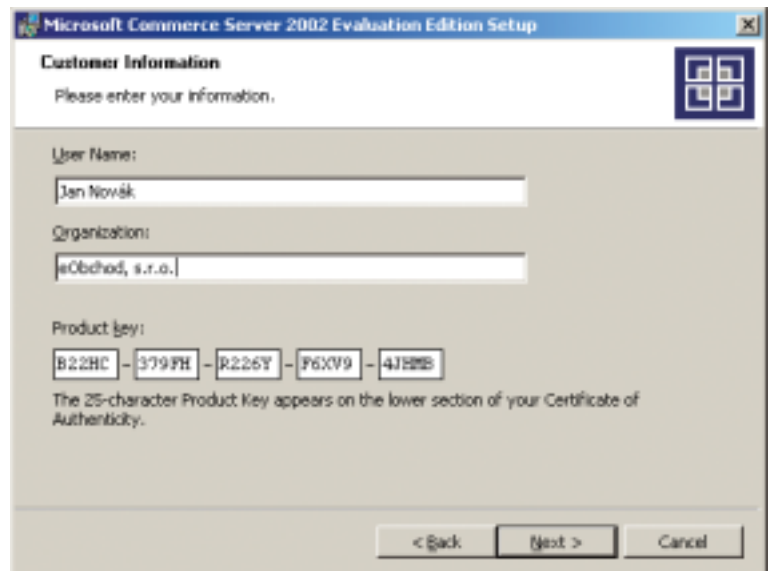 Microsoft Commerce Server 2002 Evaluation Edition Setup
Customer Information
Please enter your information.
User Name:
Jan Novák
Organization:
eObchod, s.r.o.
Product key:
B22HC - 379FH - R226Y - F6XV9 - 4JHMB
The 25-character Product Key appears on the lower section of your Certificate of
Authenticity.
< Back Next > Cancel